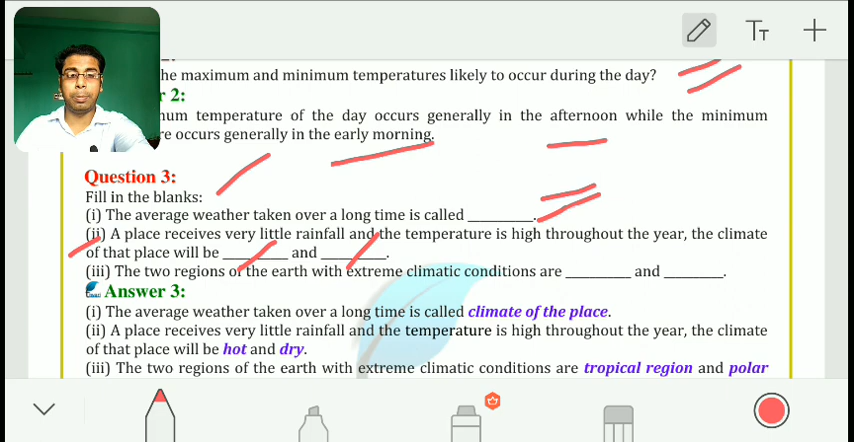 TT
he maximum and minimum temperatures likely to occur during the day?
r 2:
num temperature of the day occurs generally in the afternoon while the minimum
re occurs generally in the early morning.
Question 3:
Fill in the blanks:
(i) The average weather taken over a long time is called __________.
(ii) A place receives very little rainfall and the temperature is high throughout the year, the climate
of that place will be __________ and __________.
(iii) The two regions of the earth with extreme climatic conditions are __________ and __________.
Answer 3:
(i) The average weather taken over a long time is called climate of the place.
(ii) A place receives very little rainfall and the temperature is high throughout the year, the climate
of that place will be hot and dry.
(iii) The two regions of the earth with extreme climatic conditions are tropical region and polar